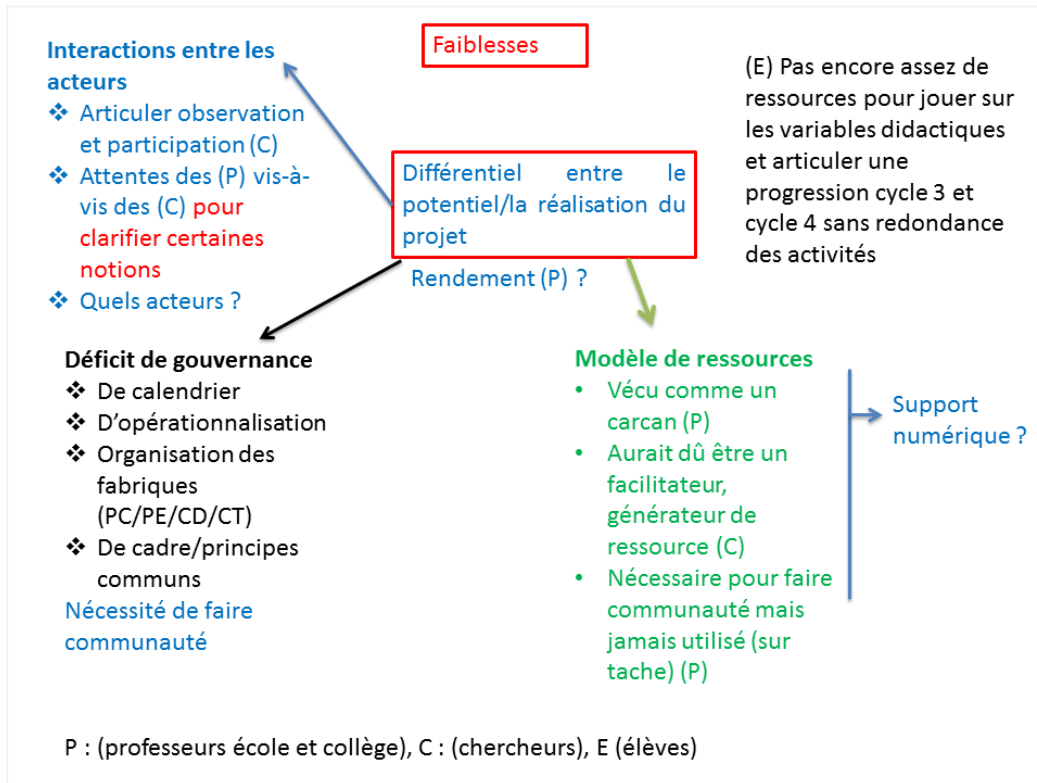 Faiblesses
Interactions entre les
acteurs
❖ Articuler observation
et participation (C)
❖ Attentes des (P) vis-à-
vis des (C) pour
clarifier certaines
notions
❖ Quels acteurs ?
Différentiel entre le
potentiel/la réalisation du
projet
Rendement (P) ?
(E) Pas encore assez de
ressources pour jouer sur
les variables didactiques
et articuler une
progression cycle 3 et
cycle 4 sans redondance
des activités
Déficit de gouvernance
❖ De calendrier
❖ D’opérationnalisation
❖ Organisation des
fabriques
(PC/PE/CD/CT)
❖ De cadre/principes
communs
Nécessité de faire
communauté
Modèle de ressources
• Vécu comme un
carcan (P)
• Aurait dû être un
facilitateur,
générateur de
ressource (C)
• Nécessaire pour faire
communauté mais
jamais utilisé (sur
tache) (P)
Support
numérique ?
P : (professeurs école et collège), C : (chercheurs), E (élèves)